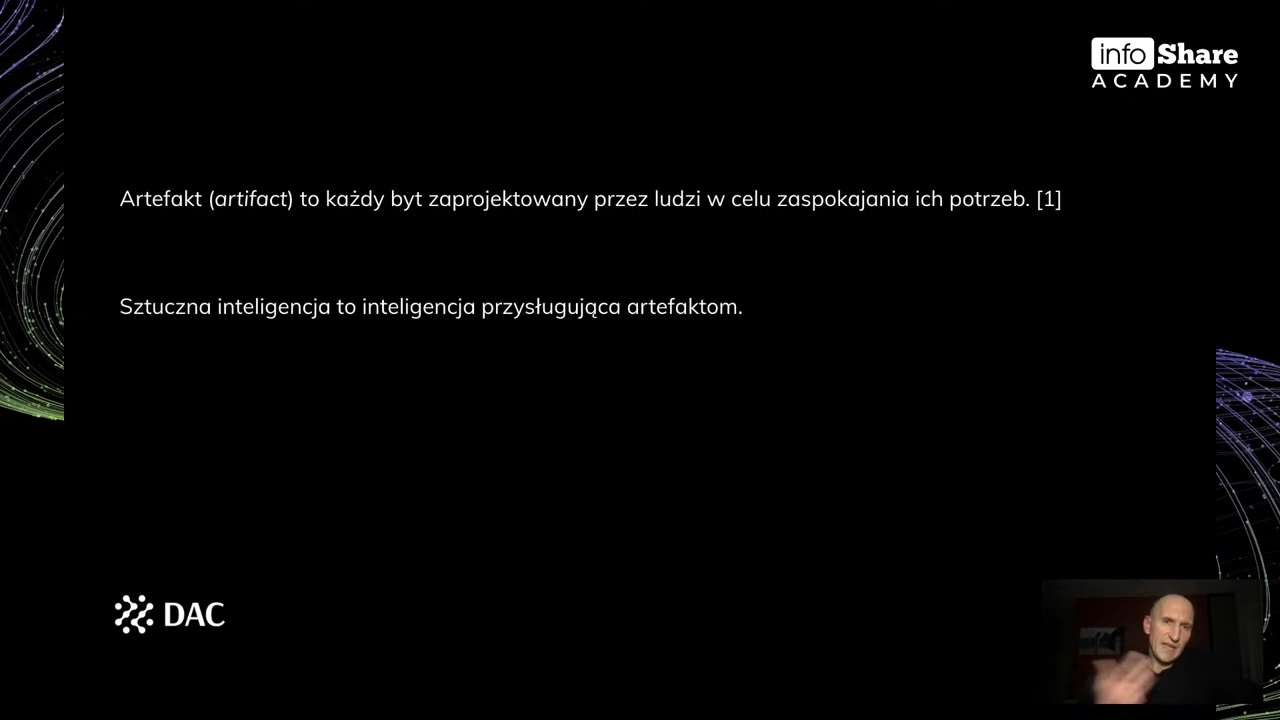 info Share
ACADEMY
Artefakt (artifact) to każdy byt zaprojektowany przez ludzi w celu zaspokajania ich potrzeb. [1]
Sztuczna inteligencja to inteligencja przysługująca artefaktom.
DAC